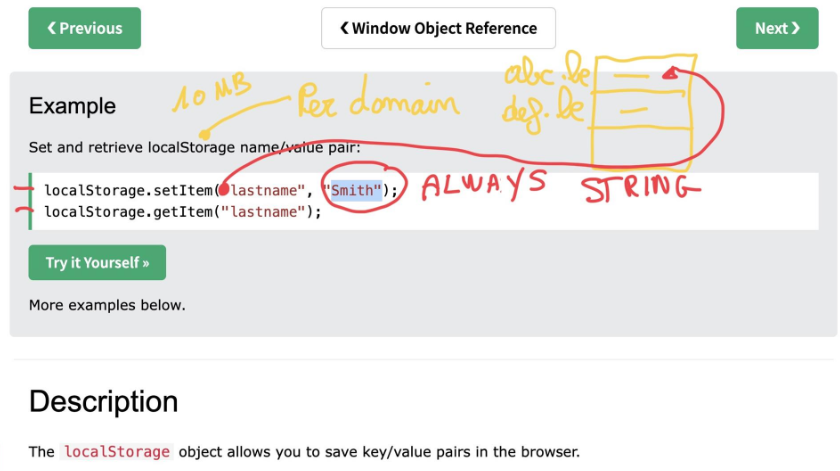 ❮ Previous
❮ Window Object Reference
Next ❯
10 MB
Per domain
abc.be
def.be
Example
Set and retrieve localStorage name/value pair:
localStorage.setItem("lastname", "Smith");
ALWAYS STRING
localStorage.getItem("lastname");
Try it Yourself »
More examples below.
Description
The localStorage object allows you to save key/value pairs in the browser.